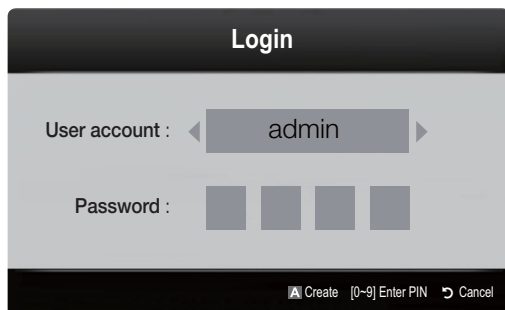 Login
User account : admin
Password :
A Create [0~9] Enter PIN Cancel